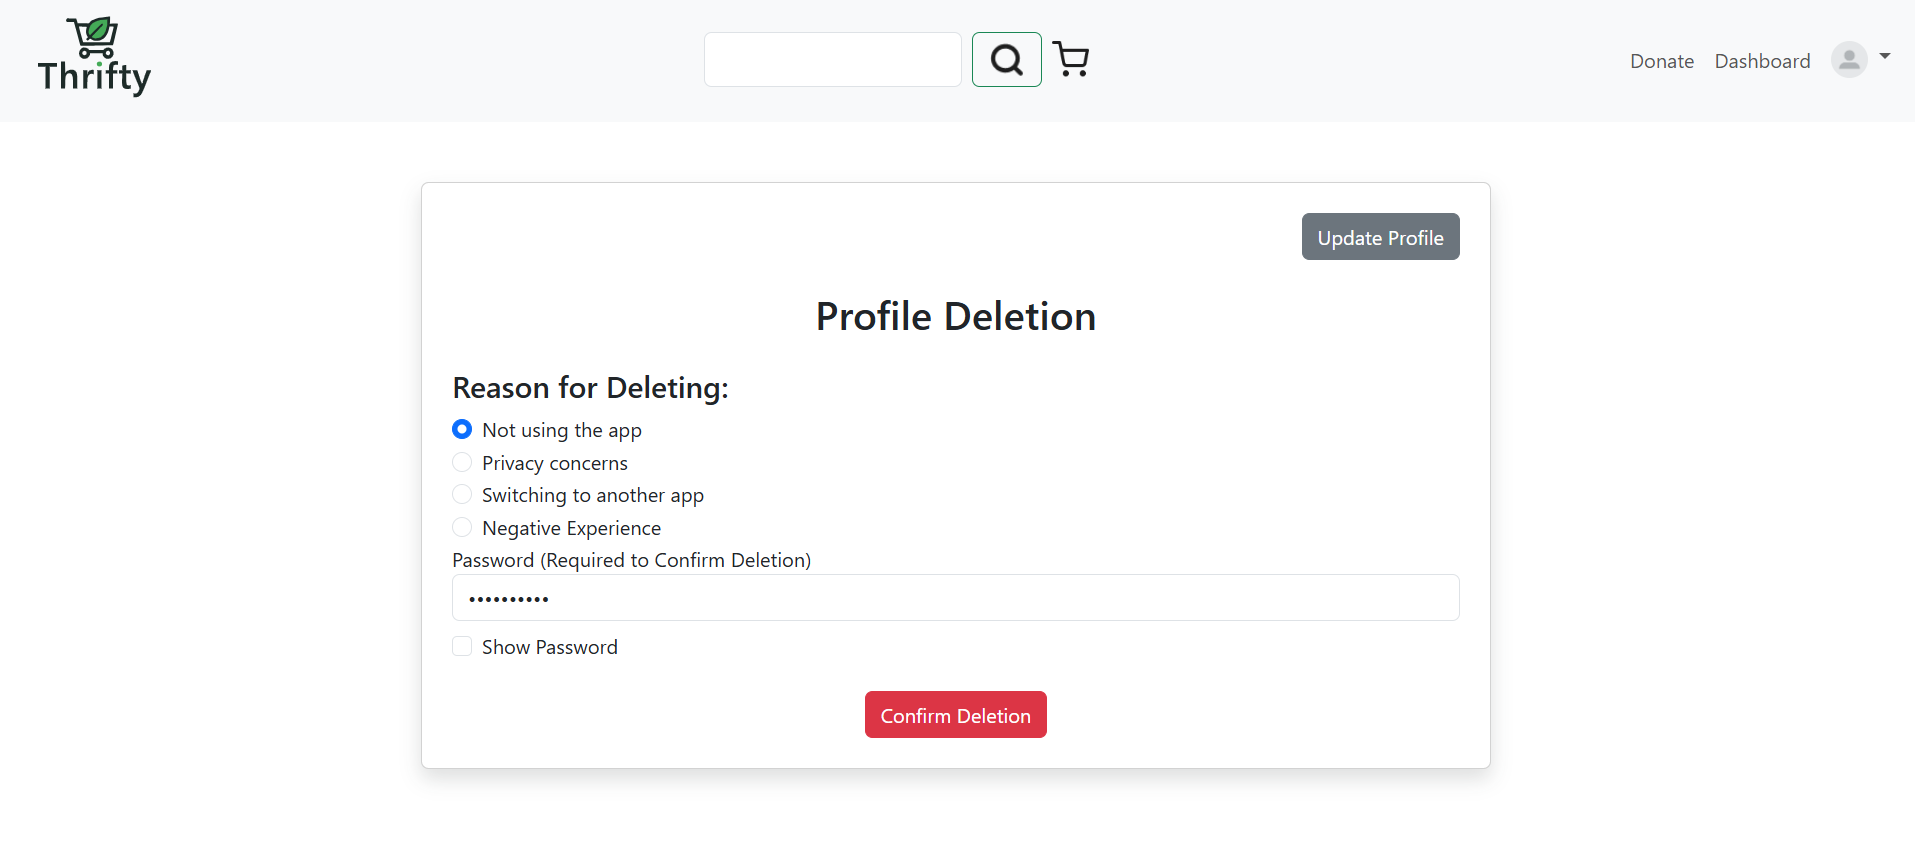 Thrifty
Donate Dashboard
Update Profile
Profile Deletion
Reason for Deleting:
Not using the app
Privacy concerns
Switching to another app
Negative Experience
Password (Required to Confirm Deletion)
••••••••••
Show Password
Confirm Deletion